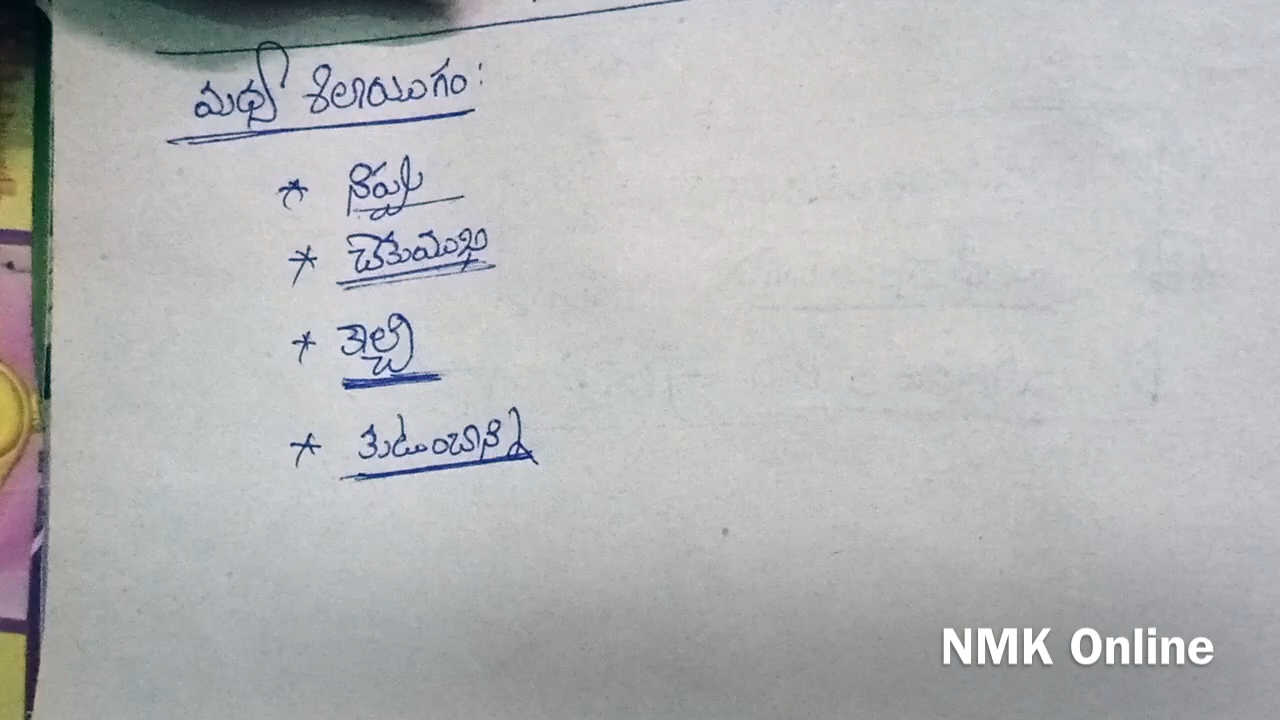 మధ్య శిలాయుగం:
* నిప్పు
* చెకుముఖి
* కాల్చి
* కుటుంబాన్ని
NMK Online